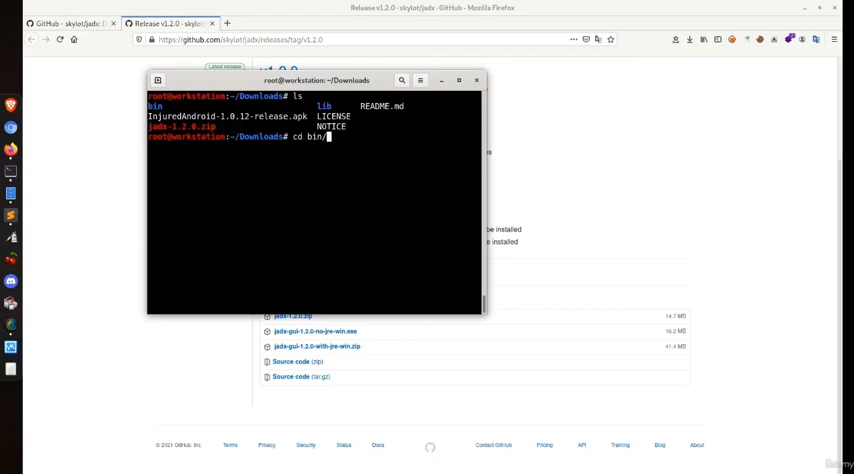 Release v1.2.0 · skylot/jadx · GitHub - Mozilla Firefox
GitHub - skylot/jadx: D
Release v1.2.0 · skylot/
https://github.com/skylot/jadx/releases/tag/v1.2.0
Latest release
root@workstation: ~/Downloads
root@workstation:~/Downloads# ls
bin lib README.md
InjuredAndroid-1.0.12-release.apk LICENSE
jadx-1.2.0.zip NOTICE
root@workstation:~/Downloads# cd bin/
be installed
e installed
jadx-1.2.0.zip 14.7 MB
jadx-gui-1.2.0-no-jre-win.exe 16.2 MB
jadx-gui-1.2.0-with-jre-win.zip 41.4 MB
Source code (zip)
Source code (tar.gz)
© 2021 GitHub, Inc. Terms Privacy Security Status Docs Contact GitHub Pricing API Training Blog About
Udemy